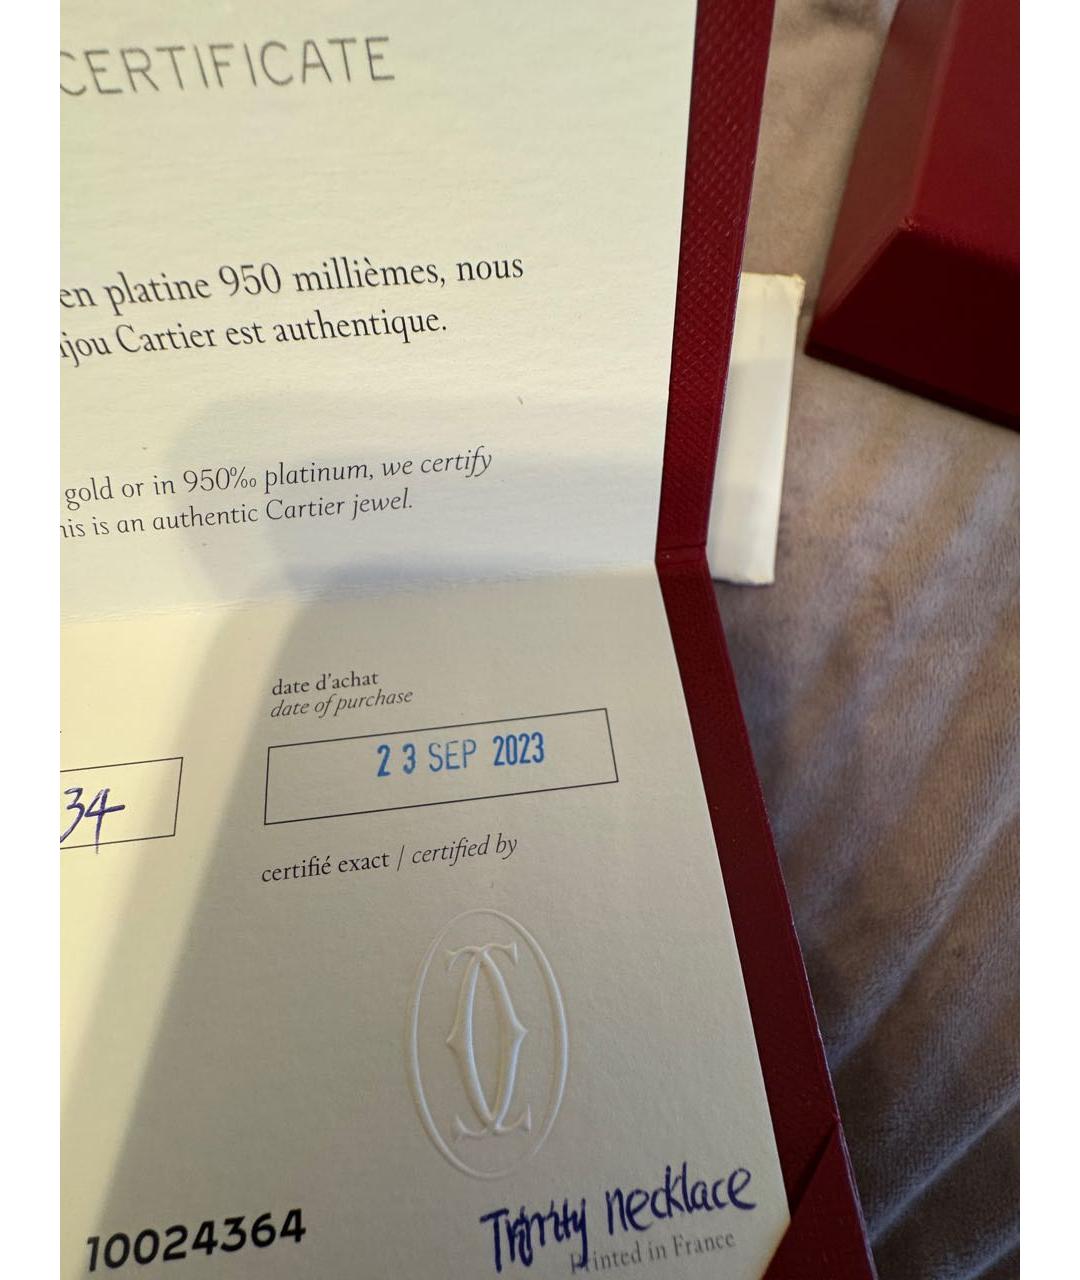 CERTIFICATE
en platine 950 millièmes, nous
ijou Cartier est authentique.
gold or in 950‰ platinum, we certify
his is an authentic Cartier jewel.
date d'achat
date of purchase
23 SEP 2023
34
certifié exact / certified by
10024364
Trinity necklace
Printed in France